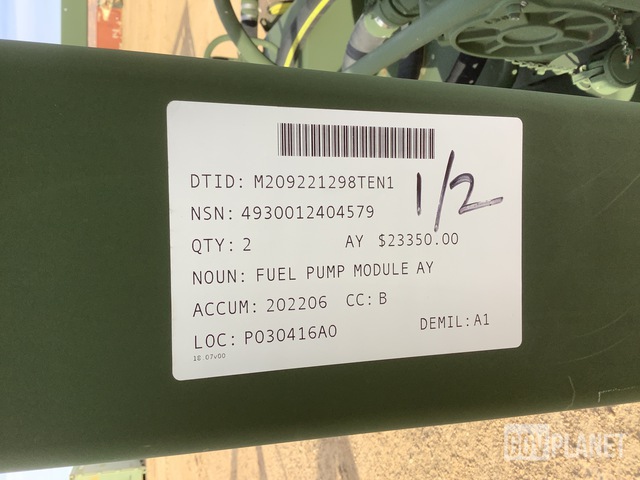 DTID: M209221298TEN1
NSN: 4930012404579
1/2
QTY: 2 AY $23350.00
NOUN: FUEL PUMP MODULE AY
ACCUM: 202206 CC: B
LOC: P030416A0 DEMIL: A1
18.07v00
GOVPLANET